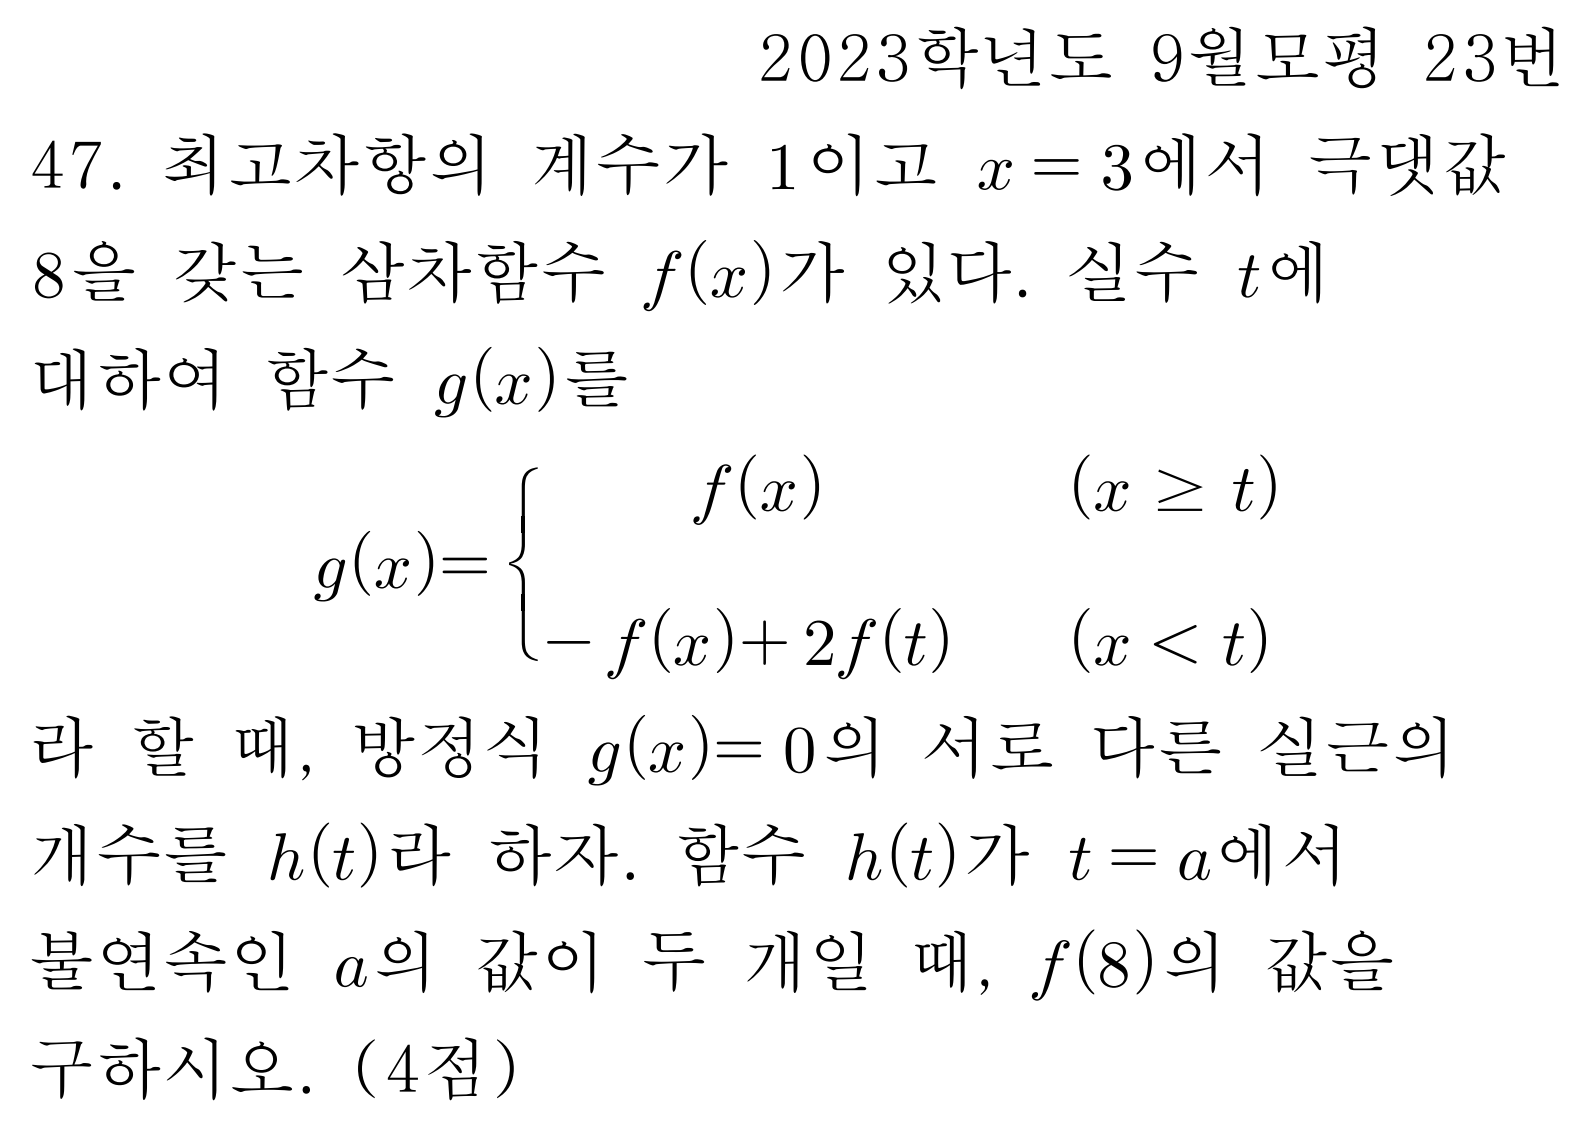 2023학년도 9월모평 23번
47. 최고차항의 계수가 1이고 x = 3에서 극댓값
8을 갖는 삼차함수 f(x)가 있다. 실수 t에
대하여 함수 g(x)를
g(x)= { f(x) (x ≥ t)
− f(x)+2f(t) (x < t)
라 할 때, 방정식 g(x)= 0의 서로 다른 실근의
개수를 h(t)라 하자. 함수 h(t)가 t = a에서
불연속인 a의 값이 두 개일 때, f(8)의 값을
구하시오. (4점)